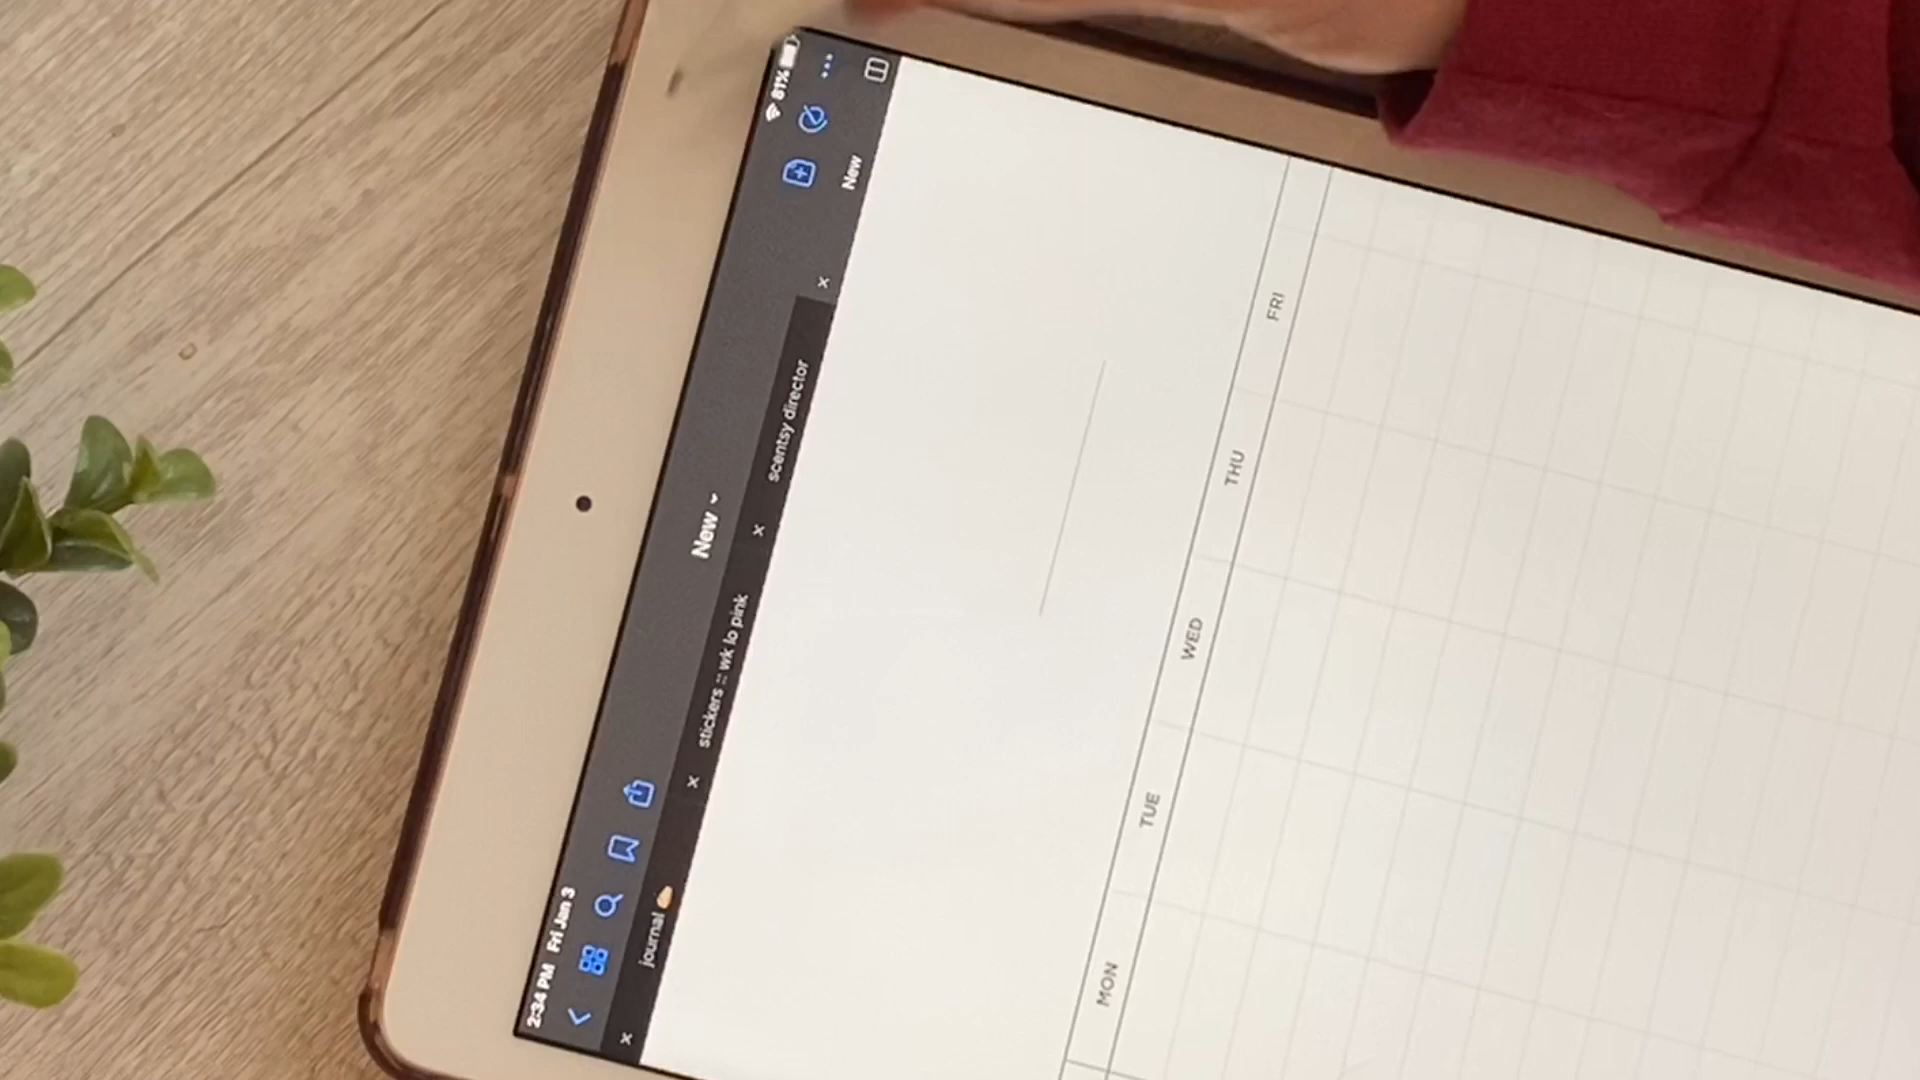 2:34 PM Fri Jan 3
81%
New
journal
stickers :: wk lo pink
scentsy director
New
MON TUE WED THU FRI